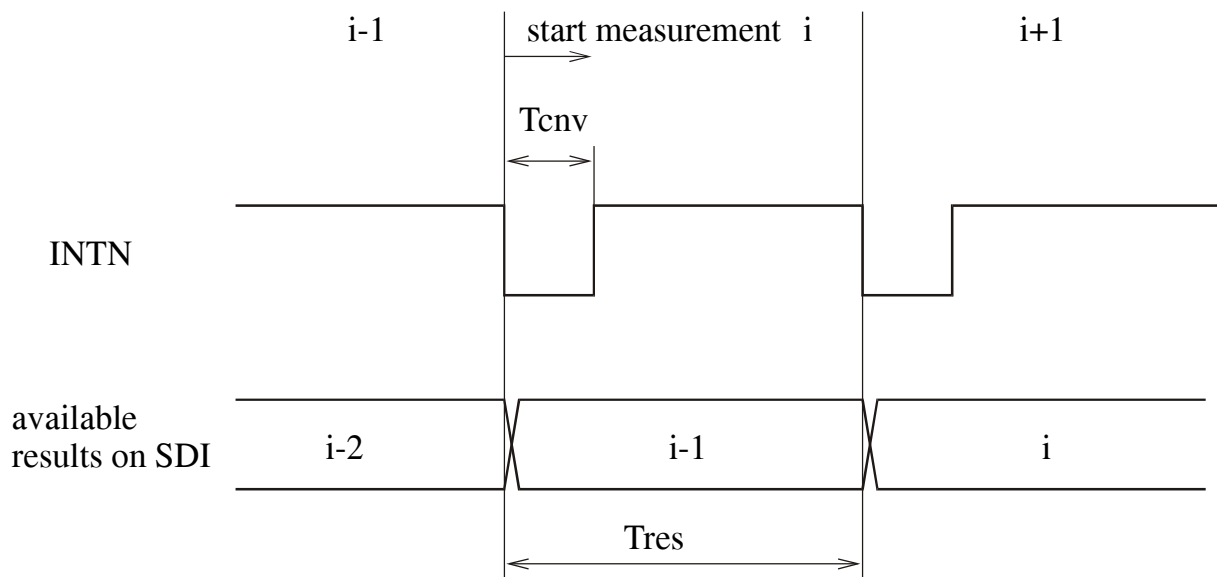 i-1
start measurement i
i+1
Tcnv
INTN
available
results on SDI
i-2
i-1
i
Tres